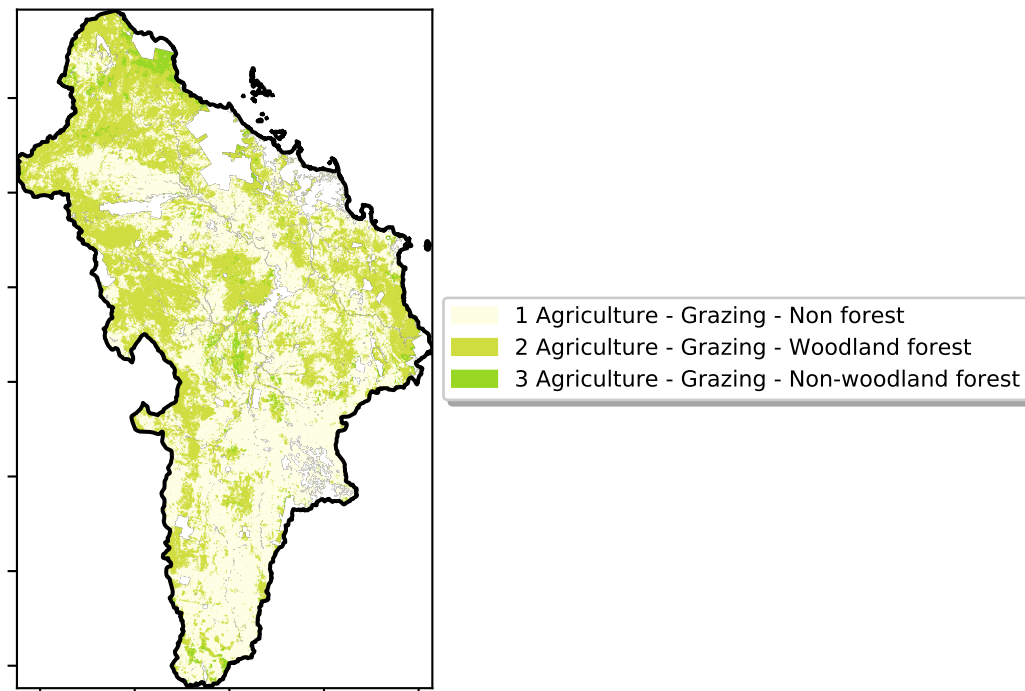 1 Agriculture - Grazing - Non forest
2 Agriculture - Grazing - Woodland forest
3 Agriculture - Grazing - Non-woodland forest